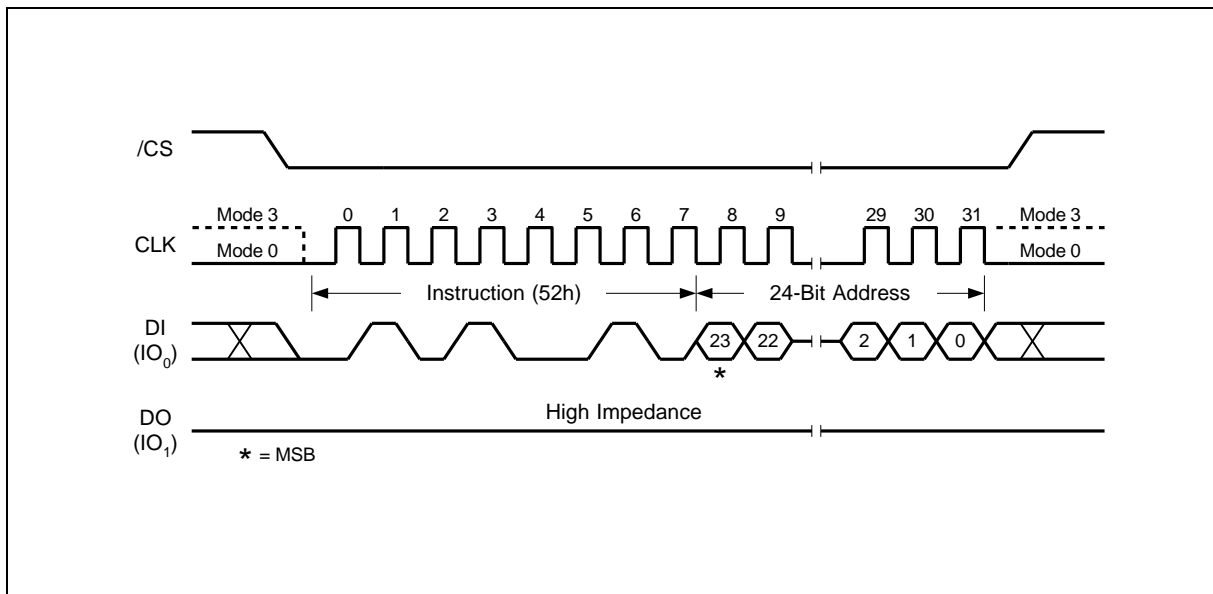 /CS
Mode 3
0 1 2 3 4 5 6 7 8 9 29 30 31
Mode 3
CLK
Mode 0
Mode 0
Instruction (52h)
24-Bit Address
DI
(IO0)
23 22 2 1 0
*
High Impedance
DO
(IO1)
* = MSB